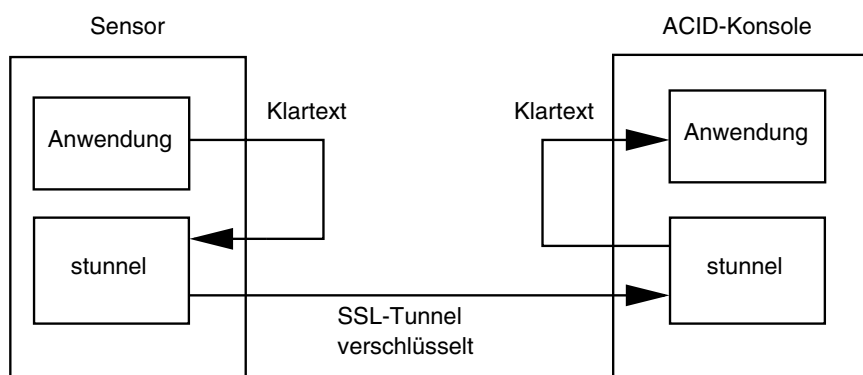 Sensor
ACID-Konsole
Klartext
Klartext
Anwendung
Anwendung
stunnel
stunnel
SSL-Tunnel
verschlüsselt